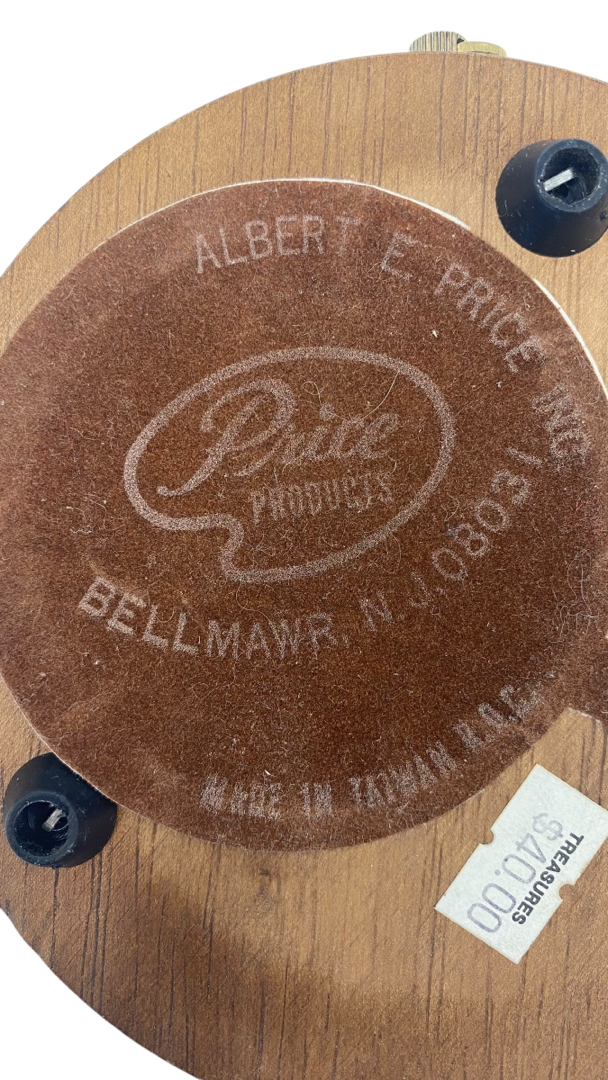 ALBERT E PRICE INC
Price
PRODUCTS
BELLMAWR, N.J. 08031
MADE IN TAIWAN R.O.C.
TREASURES
$40.00